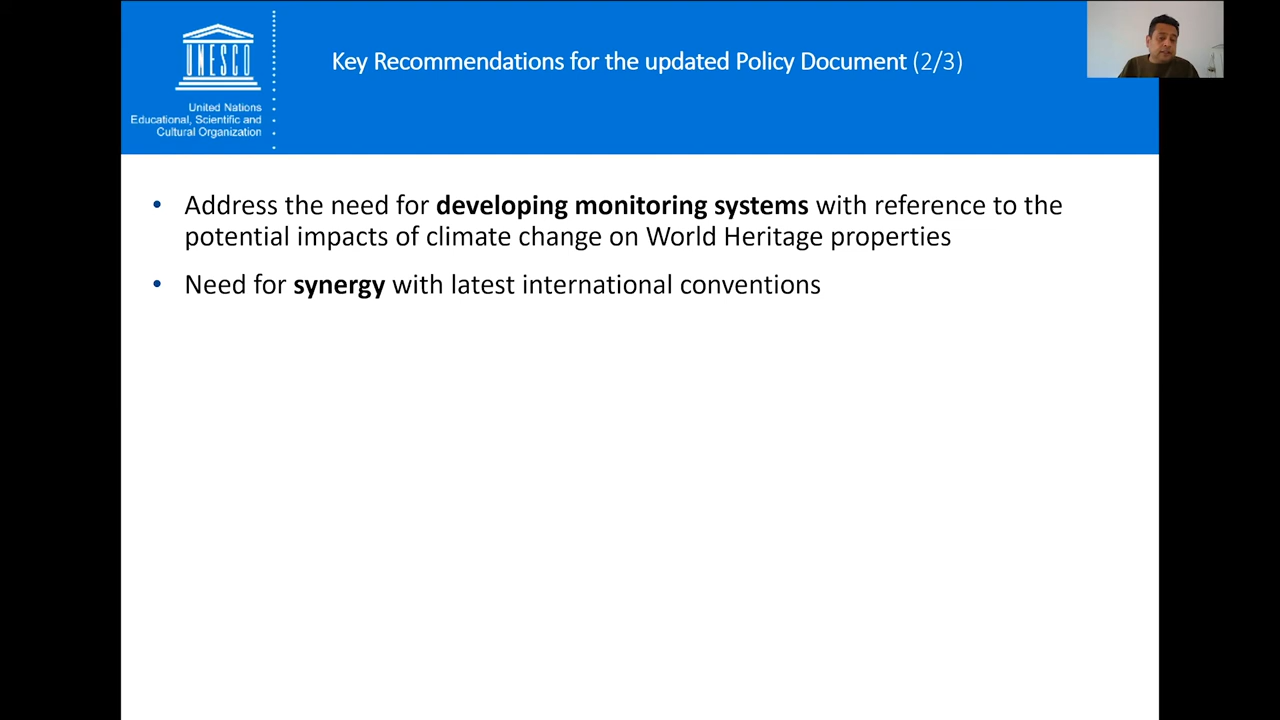 UNESCO
United Nations
Educational, Scientific and
Cultural Organization
Key Recommendations for the updated Policy Document (2/3)
• Address the need for developing monitoring systems with reference to the
potential impacts of climate change on World Heritage properties
• Need for synergy with latest international conventions